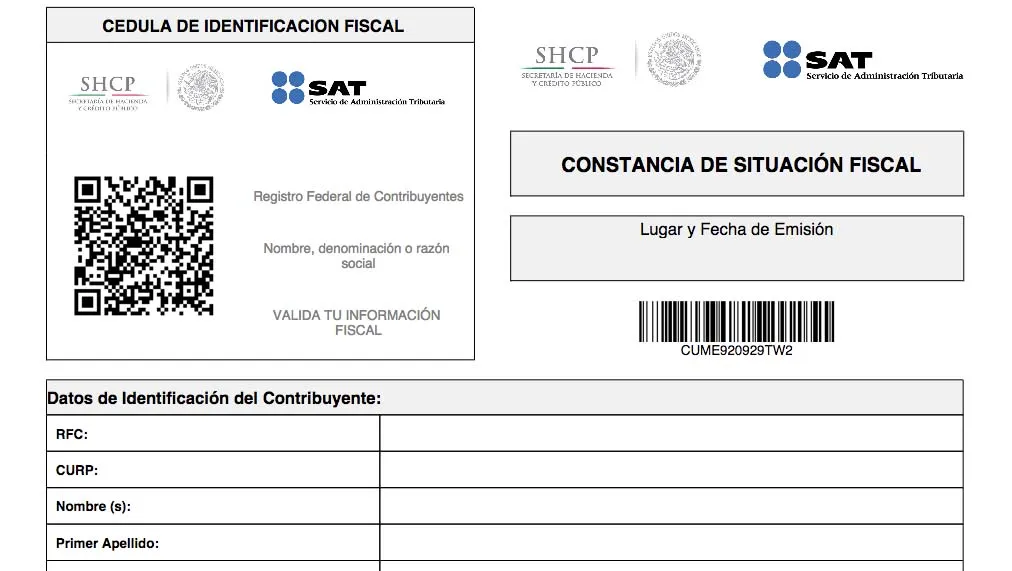 CEDULA DE IDENTIFICACION FISCAL
SHCP
SECRETARÍA DE HACIENDA
Y CRÉDITO PÚBLICO
SAT
Servicio de Administración Tributaria
Registro Federal de Contribuyentes
Nombre, denominación o razón
social
VALIDA TU INFORMACIÓN
FISCAL
SHCP
SECRETARÍA DE HACIENDA
Y CRÉDITO PÚBLICO
SAT
Servicio de Administración Tributaria
CONSTANCIA DE SITUACIÓN FISCAL
Lugar y Fecha de Emisión
CUME920929TW2
Datos de Identificación del Contribuyente:
RFC:
CURP:
Nombre (s):
Primer Apellido: